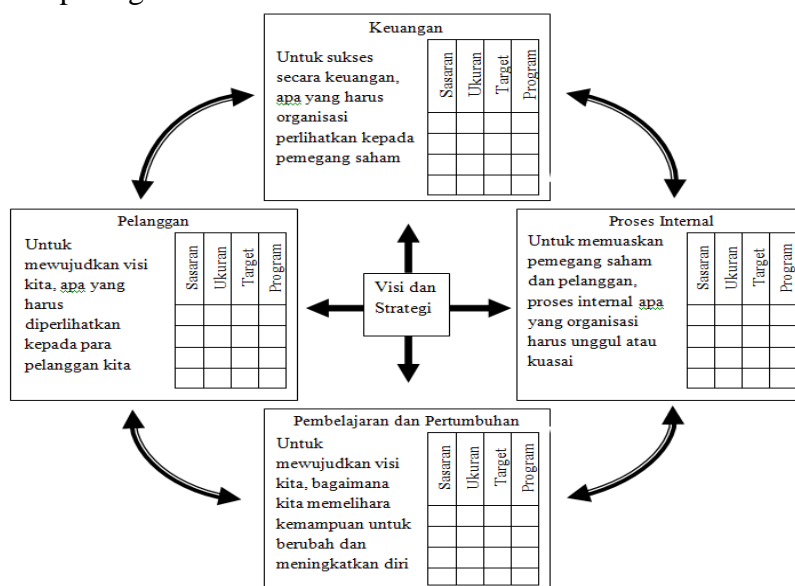 Keuangan
Untuk sukses
secara keuangan,
apa yang harus
organisasi
perlihatkan kepada
pemegang saham
Sasaran
Ukuran
Target
Program
Pelanggan
Untuk
mewujudkan visi
kita, apa yang
harus
diperlihatkan
kepada para
pelanggan kita
Sasaran
Ukuran
Target
Program
Visi dan
Strategi
Proses Internal
Untuk memuaskan
pemegang saham
dan pelanggan,
proses internal apa
yang organisasi
harus unggul atau
kuasai
Sasaran
Ukuran
Target
Program
Pembelajaran dan Pertumbuhan
Untuk
mewujudkan visi
kita, bagaimana
kita memelihara
kemampuan untuk
berubah dan
meningkatkan diri
Sasaran
Ukuran
Target
Program